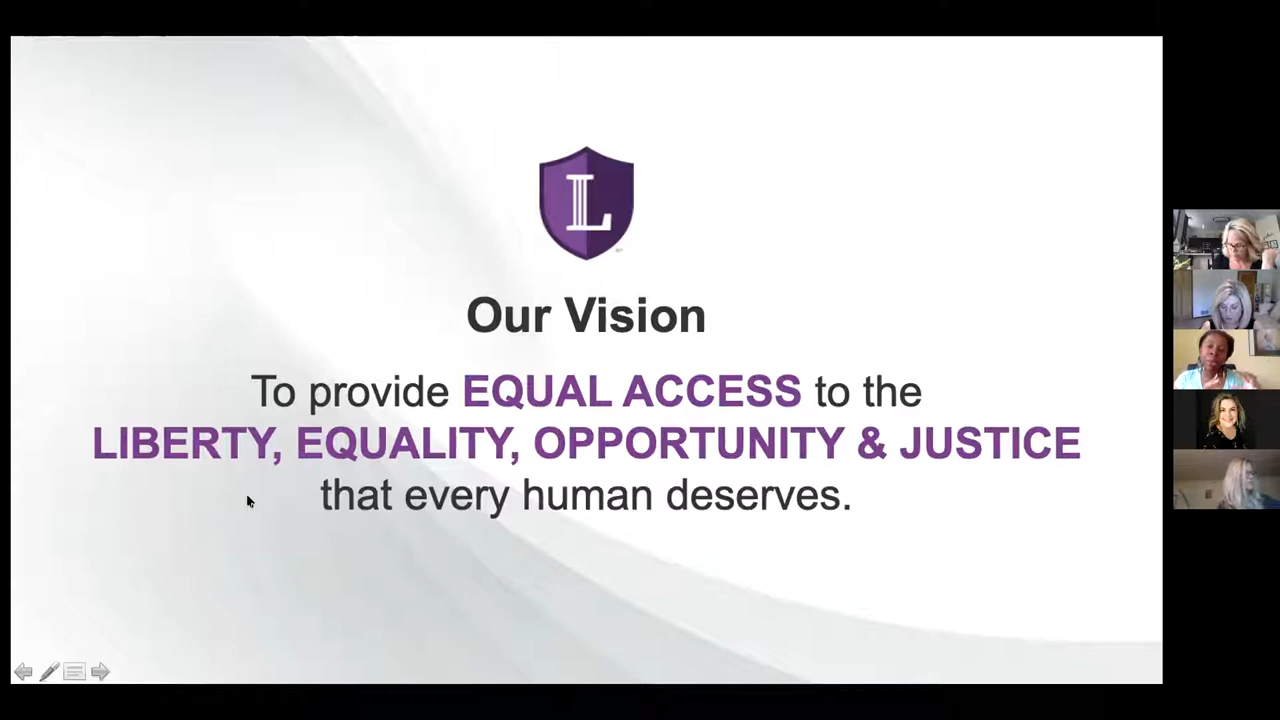 L
Our Vision
To provide EQUAL ACCESS to the
LIBERTY, EQUALITY, OPPORTUNITY & JUSTICE
that every human deserves.